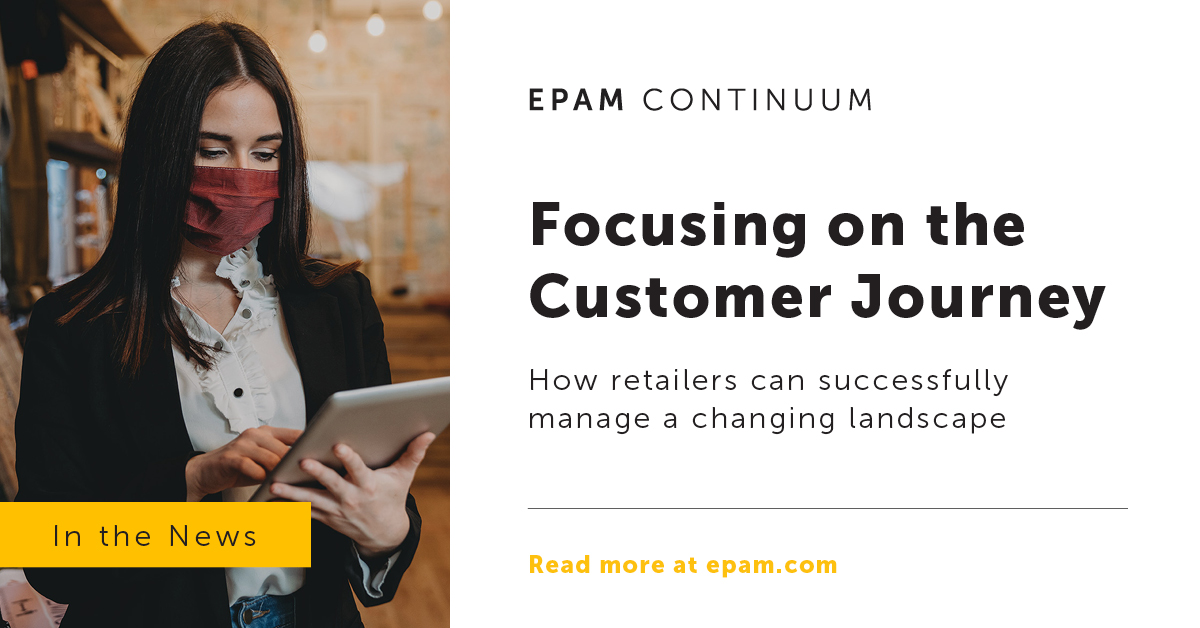 EPAM CONTINUUM
Focusing on the
Customer Journey
How retailers can successfully
manage a changing landscape
In the News
Read more at epam.com